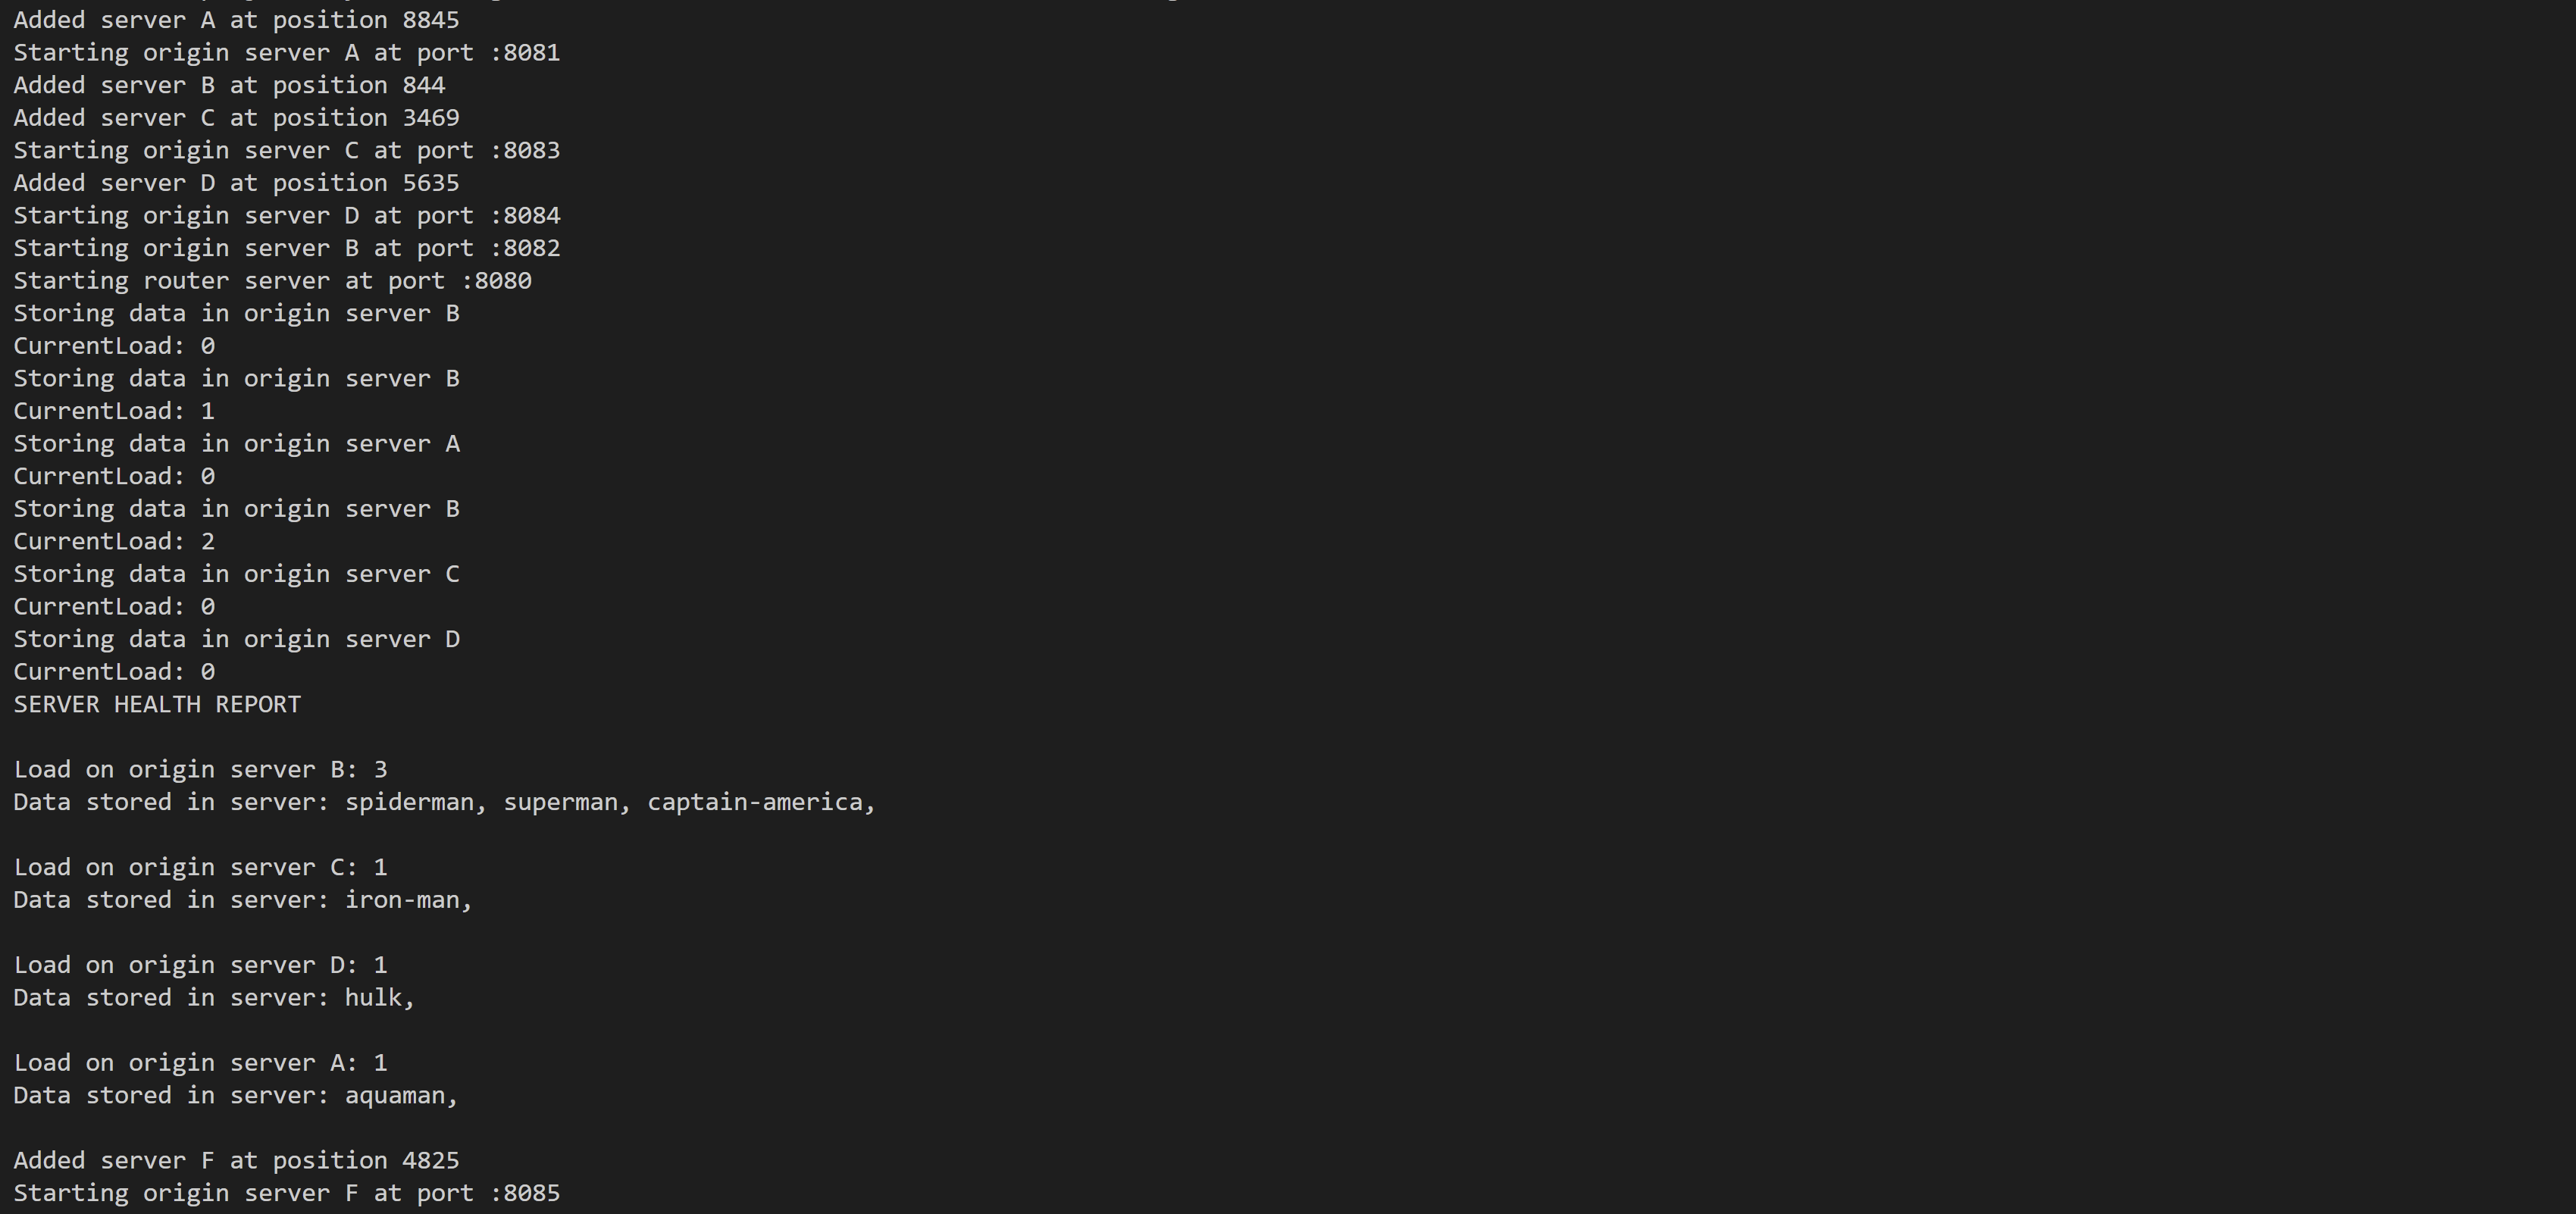 Added server A at position 8845
Starting origin server A at port :8081
Added server B at position 844
Added server C at position 3469
Starting origin server C at port :8083
Added server D at position 5635
Starting origin server D at port :8084
Starting origin server B at port :8082
Starting router server at port :8080
Storing data in origin server B
CurrentLoad: 0
Storing data in origin server B
CurrentLoad: 1
Storing data in origin server A
CurrentLoad: 0
Storing data in origin server B
CurrentLoad: 2
Storing data in origin server C
CurrentLoad: 0
Storing data in origin server D
CurrentLoad: 0
SERVER HEALTH REPORT
Load on origin server B: 3
Data stored in server: spiderman, superman, captain-america,
Load on origin server C: 1
Data stored in server: iron-man,
Load on origin server D: 1
Data stored in server: hulk,
Load on origin server A: 1
Data stored in server: aquaman,
Added server F at position 4825
Starting origin server F at port :8085